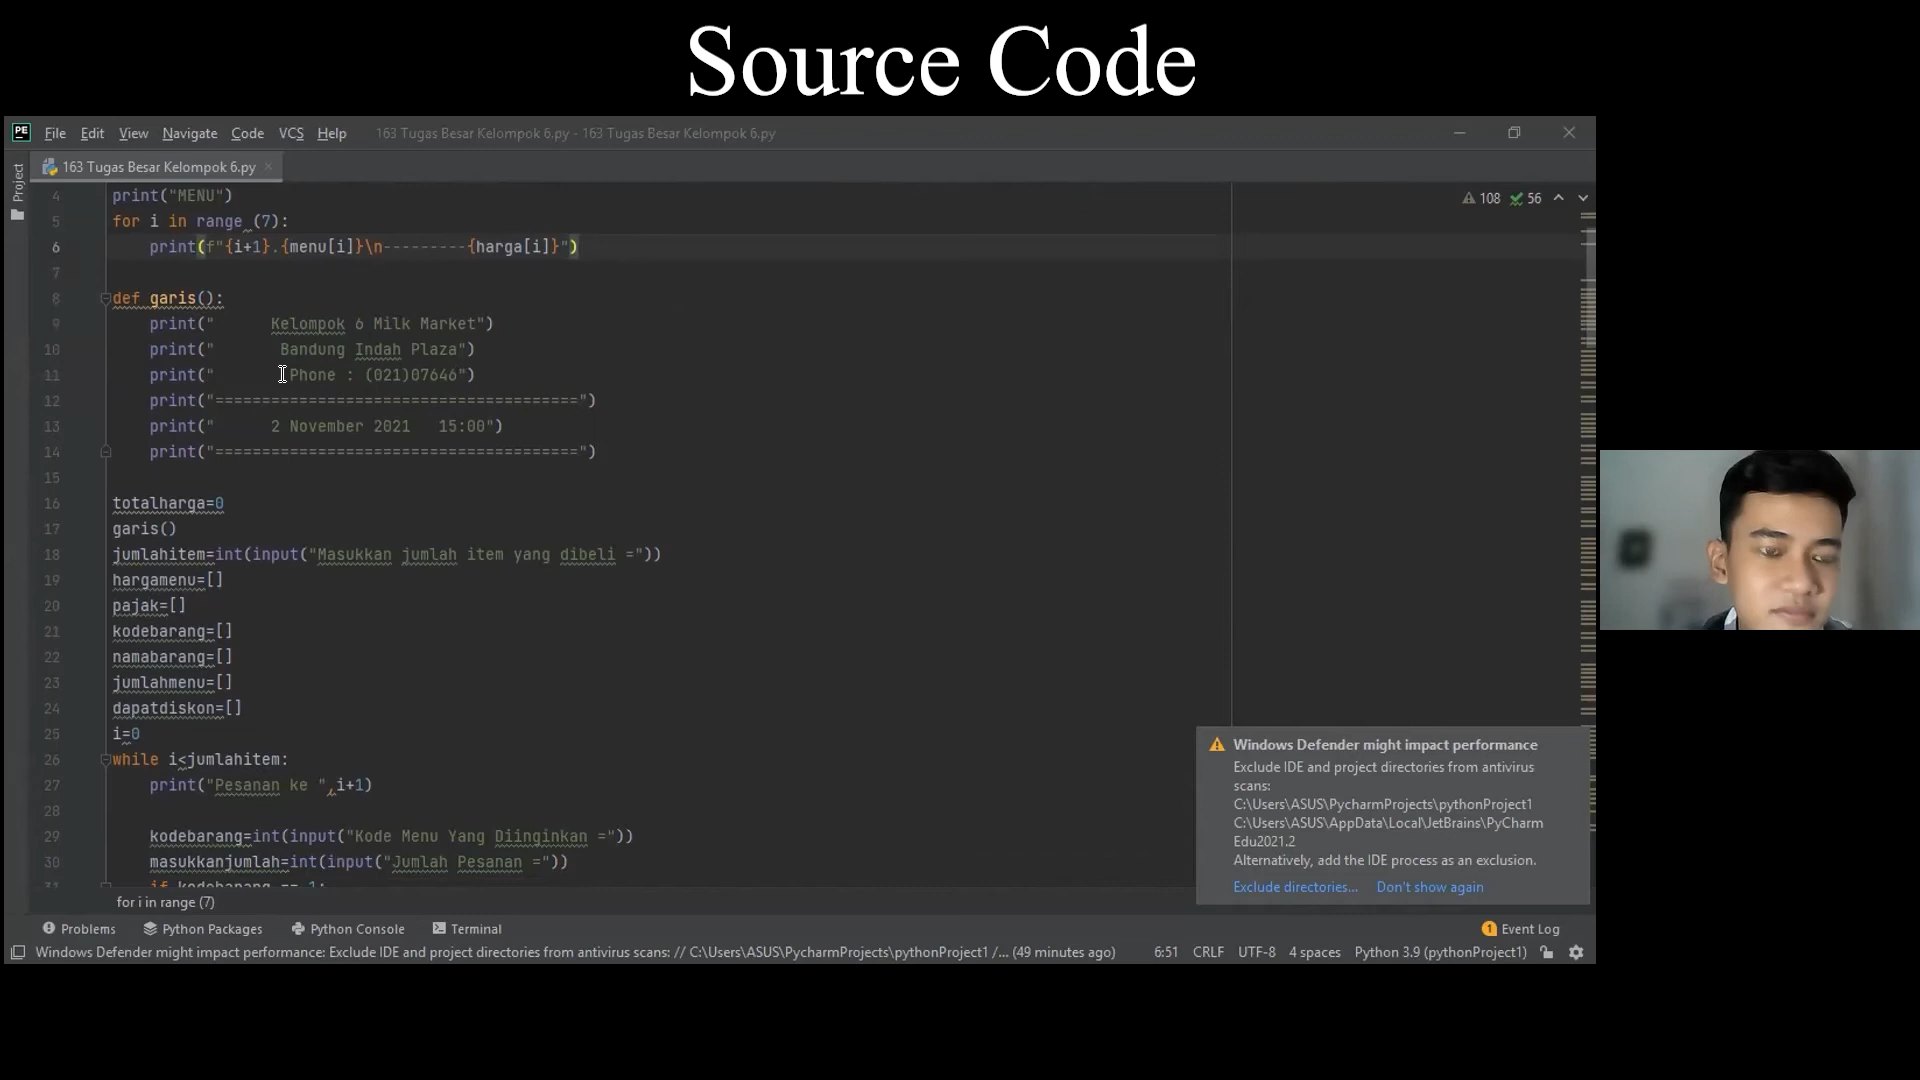 Source Code
PE File Edit View Navigate Code VCS Help 163 Tugas Besar Kelompok 6.py - 163 Tugas Besar Kelompok 6.py
Project
163 Tugas Besar Kelompok 6.py
108 56
4 print("MENU")
5 for i in range (7):
6     print(f"{i+1}.{menu[i]}\n---------{harga[i]}")
7
8 def garis():
9     print("      Kelompok 6 Milk Market")
10     print("       Bandung Indah Plaza")
11     print("        Phone : (021)07646")
12     print("=======================================")
13     print("      2 November 2021   15:00")
14     print("=======================================")
15
16 totalharga=0
17 garis()
18 jumlahitem=int(input("Masukkan jumlah item yang dibeli ="))
19 hargamenu=[]
20 pajak=[]
21 kodebarang=[]
22 namabarang=[]
23 jumlahmenu=[]
24 dapatdiskon=[]
25 i=0
26 while i<jumlahitem:
27     print("Pesanan ke ",i+1)
28
29     kodebarang=int(input("Kode Menu Yang Diinginkan ="))
30     masukkanjumlah=int(input("Jumlah Pesanan ="))
31     if kodebarang == 1:
for i in range (7)
Windows Defender might impact performance
Exclude IDE and project directories from antivirus
scans:
C:\Users\ASUS\PycharmProjects\pythonProject1
C:\Users\ASUS\AppData\Local\JetBrains\PyCharm
Edu2021.2
Alternatively, add the IDE process as an exclusion.
Exclude directories... Don't show again
Problems Python Packages Python Console Terminal 1 Event Log
Windows Defender might impact performance: Exclude IDE and project directories from antivirus scans: // C:\Users\ASUS\PycharmProjects\pythonProject1 /... (49 minutes ago) 6:51 CRLF UTF-8 4 spaces Python 3.9 (pythonProject1)